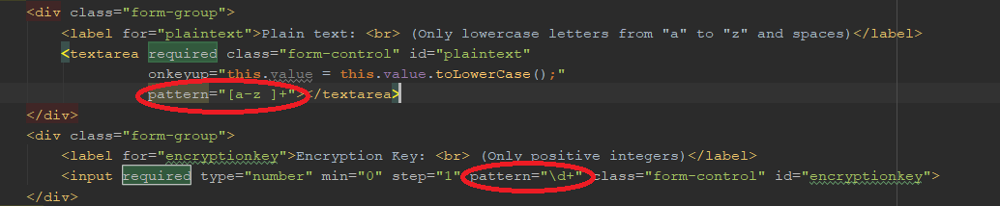 <div class="form-group">
<label for="plaintext">Plain text: <br> (Only lowercase letters from "a" to "z" and spaces)</label>
<textarea required class="form-control" id="plaintext"
onkeyup="this.value = this.value.toLowerCase();"
pattern="[a-z ]+"></textarea>
</div>
<div class="form-group">
<label for="encryptionkey">Encryption Key: <br> (Only positive integers)</label>
<input required type="number" min="0" step="1" pattern="\d+" class="form-control" id="encryptionkey">
</div>